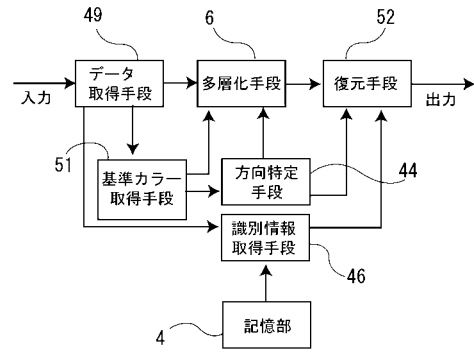 49
6
52
データ
取得手段
多層化手段
復元手段
入力
出力
51
基準カラー
取得手段
方向特定
手段
44
識別情報
取得手段
46
4
記憶部